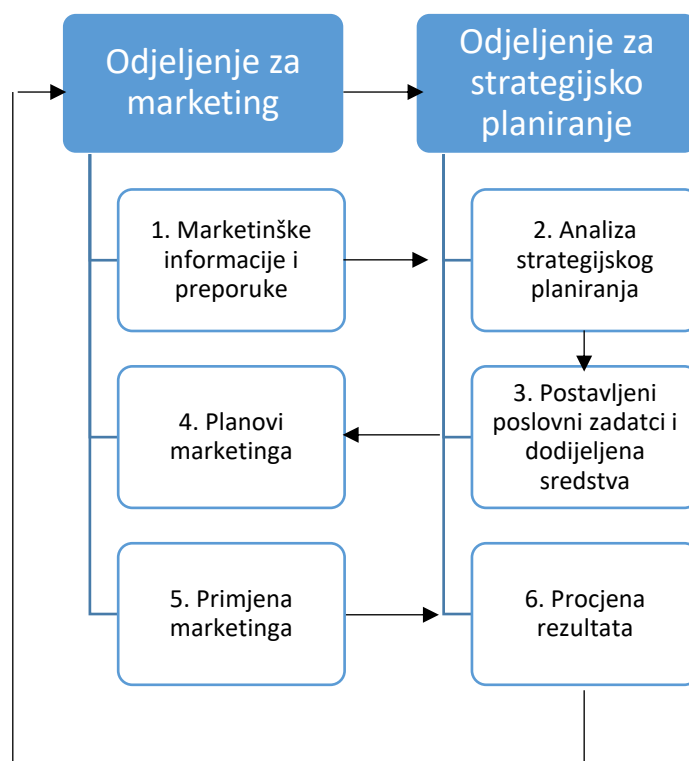 Odjeljenje za
marketing
Odjeljenje za
strategijsko
planiranje
1. Marketinške
informacije i
preporuke
2. Analiza
strategijskog
planiranja
4. Planovi
marketinga
3. Postavljeni
poslovni zadatci i
dodijeljena
sredstva
5. Primjena
marketinga
6. Procjena
rezultata